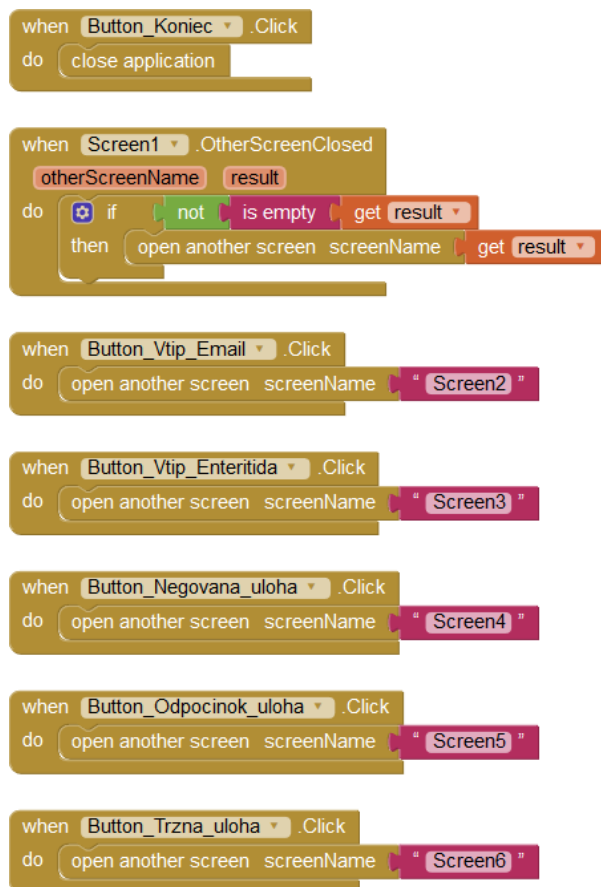 when Button_Koniec .Click
do close application
when Screen1 .OtherScreenClosed
otherScreenName result
do if not is empty get result
then open another screen screenName get result
when Button_Vtip_Email .Click
do open another screen screenName " Screen2 "
when Button_Vtip_Enteritida .Click
do open another screen screenName " Screen3 "
when Button_Negovana_uloha .Click
do open another screen screenName " Screen4 "
when Button_Odpocinok_uloha .Click
do open another screen screenName " Screen5 "
when Button_Trzna_uloha .Click
do open another screen screenName " Screen6 "